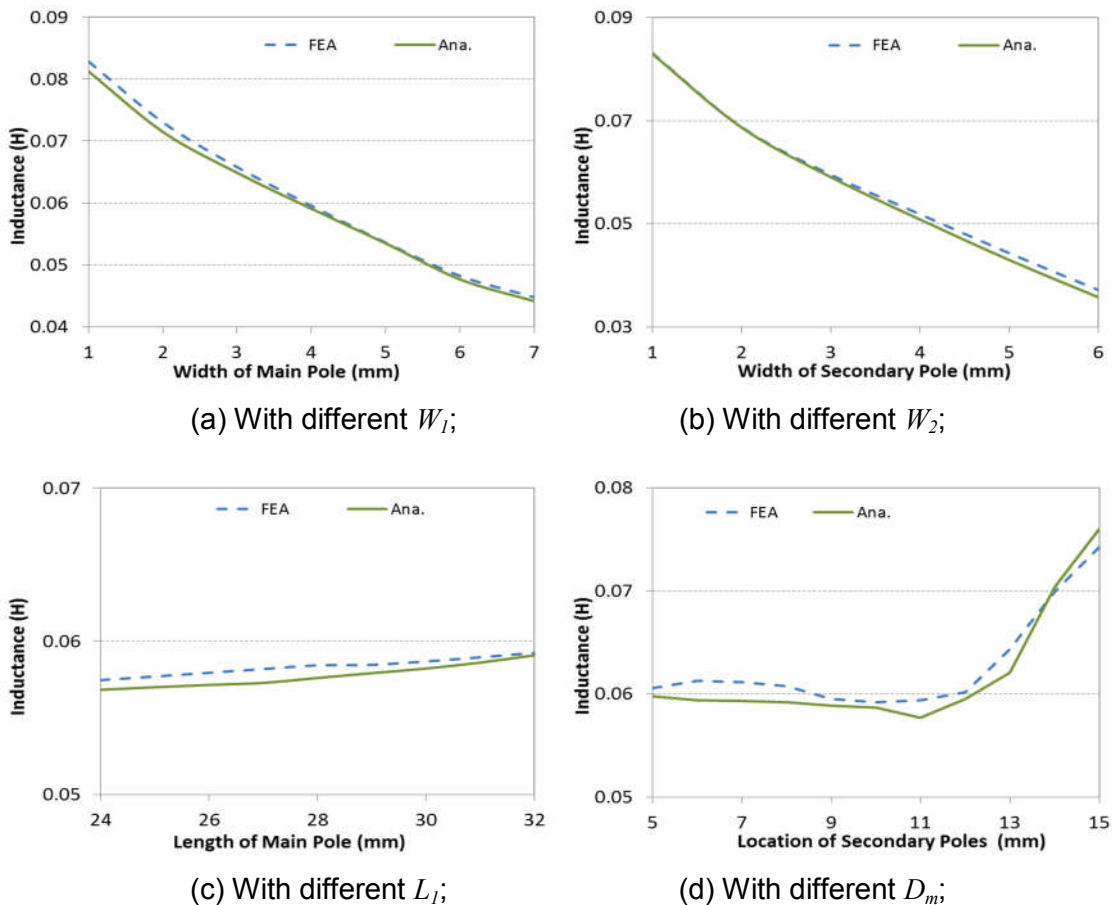 0.09
FEA
Ana.
0.08
0.07
0.06
0.05
0.04
Inductance (H)
1 2 3 4 5 6 7
Width of Main Pole (mm)
(a) With different W1;
0.09
FEA
Ana.
0.07
0.05
0.03
Inductance (H)
1 2 3 4 5 6
Width of Secondary Pole (mm)
(b) With different W2;
0.07
FEA
Ana.
0.06
0.05
Inductance (H)
24 26 28 30 32
Length of Main Pole (mm)
(c) With different L1;
0.08
FEA
Ana.
0.07
0.06
0.05
Inductance (H)
5 7 9 11 13 15
Location of Secondary Poles (mm)
(d) With different Dm;